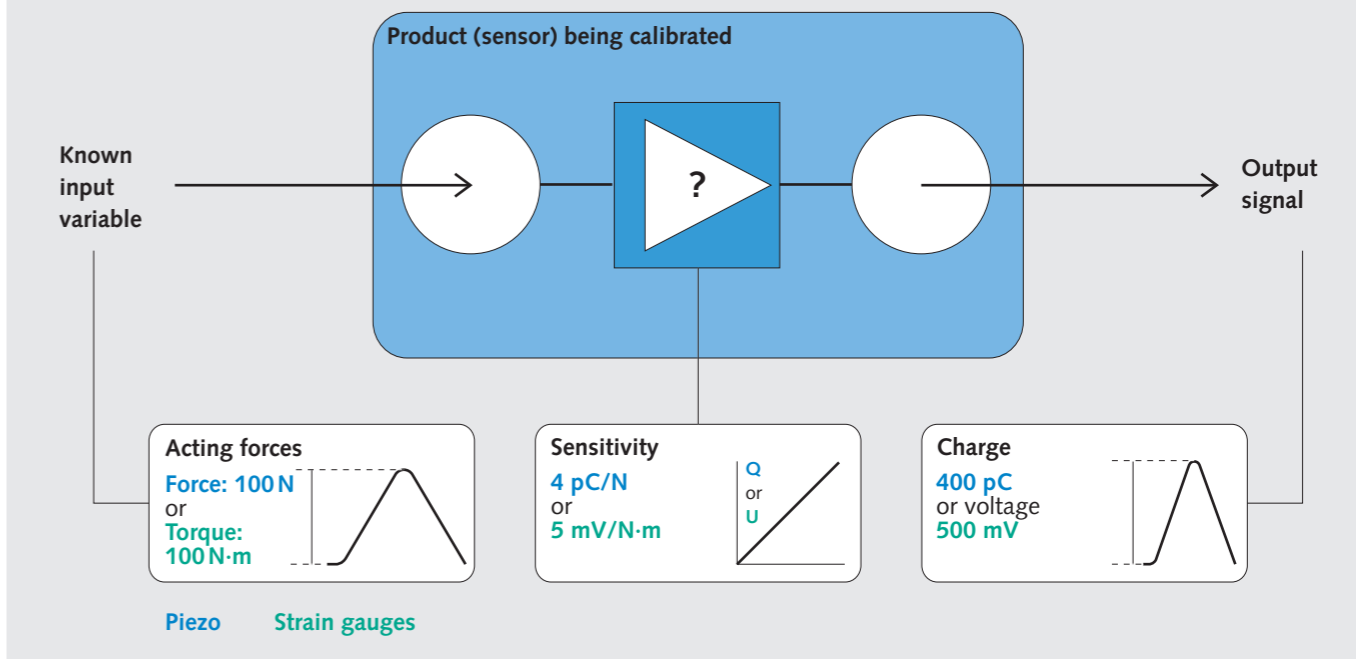 Product (sensor) being calibrated
Known
input
variable
?
Output
signal
Acting forces
Force: 100 N
or
Torque:
100 N·m
Sensitivity
4 pC/N
or
5 mV/N·m
Q
or
U
Charge
400 pC
or voltage
500 mV
Piezo
Strain gauges